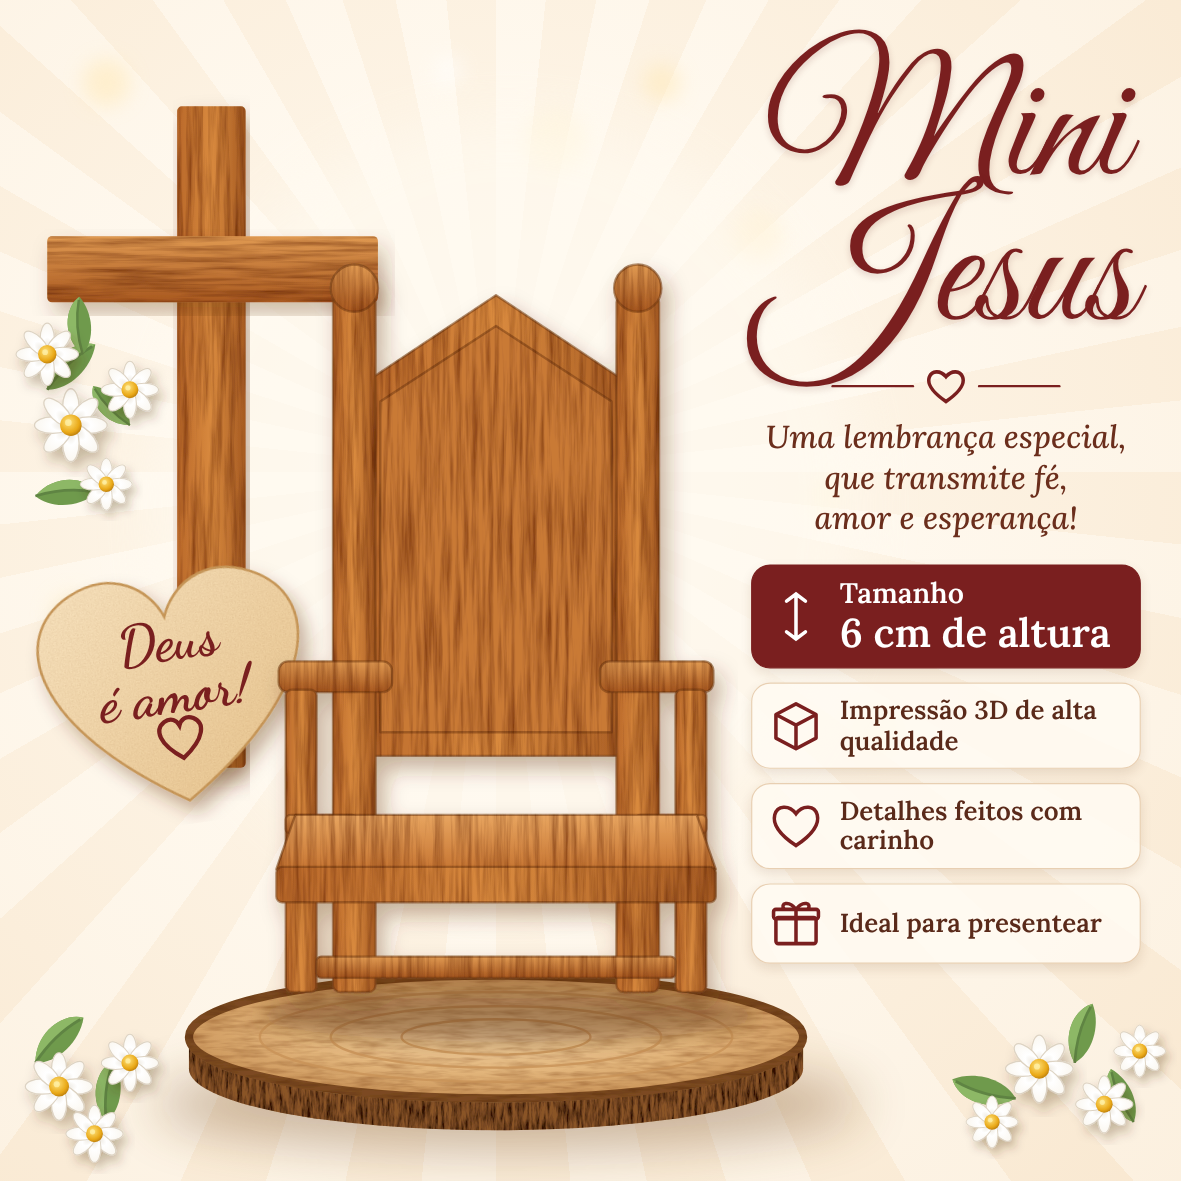 Mini
Jesus
Uma lembrança especial,
que transmite fé,
amor e esperança!
Deus
é amor!
Tamanho
6 cm de altura
Impressão 3D de alta
qualidade
Detalhes feitos com
carinho
Ideal para presentear